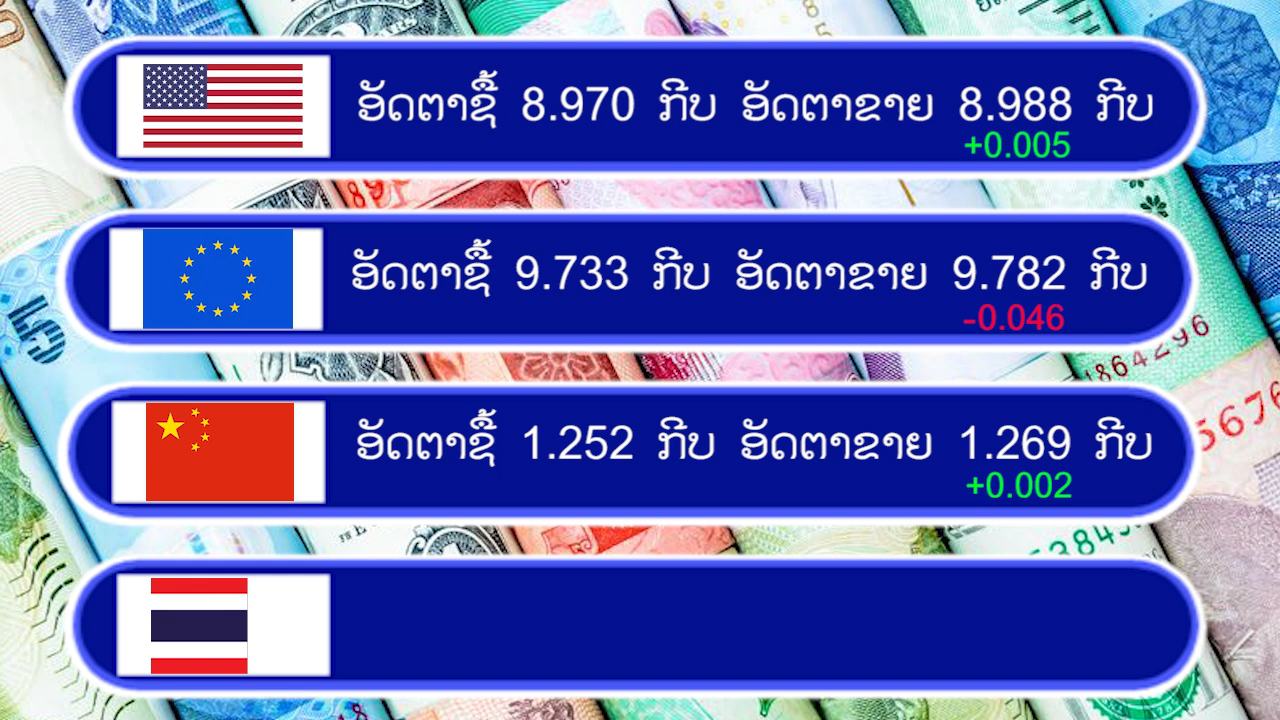 ອັດຕາຊື້ 8.970 ກີບ ອັດຕາຂາຍ 8.988 ກີບ
+0.005
ອັດຕາຊື້ 9.733 ກີບ ອັດຕາຂາຍ 9.782 ກີບ
-0.046
ອັດຕາຊື້ 1.252 ກີບ ອັດຕາຂາຍ 1.269 ກີບ
+0.002